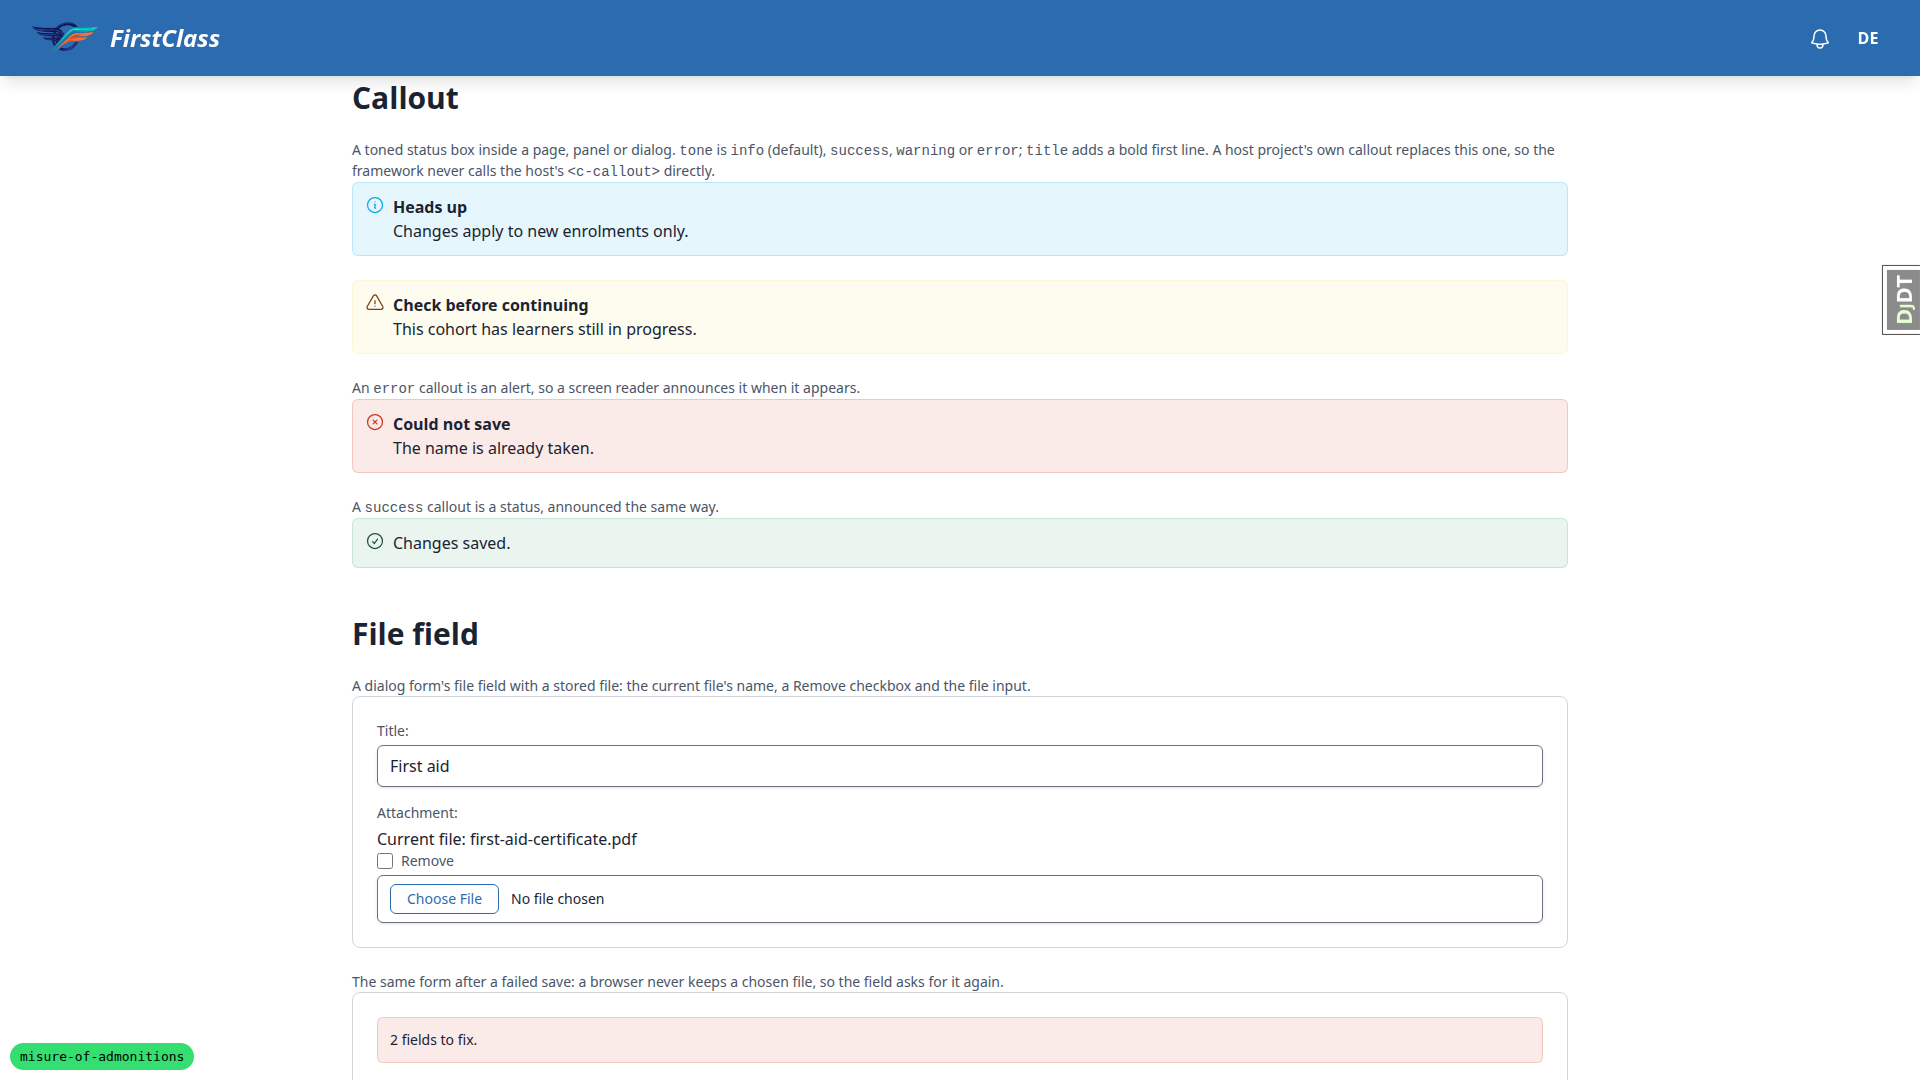 FirstClass
DE
Callout
A toned status box inside a page, panel or dialog. tone is info (default), success, warning or error; title adds a bold first line. A host project's own callout replaces this one, so the
framework never calls the host's <c-callout> directly.
Heads up
Changes apply to new enrolments only.
Check before continuing
This cohort has learners still in progress.
DJDT
An error callout is an alert, so a screen reader announces it when it appears.
Could not save
The name is already taken.
A success callout is a status, announced the same way.
Changes saved.
File field
A dialog form's file field with a stored file: the current file's name, a Remove checkbox and the file input.
Title:
First aid
Attachment:
Current file: first-aid-certificate.pdf
Remove
Choose File No file chosen
The same form after a failed save: a browser never keeps a chosen file, so the field asks for it again.
2 fields to fix.
misure-of-admonitions